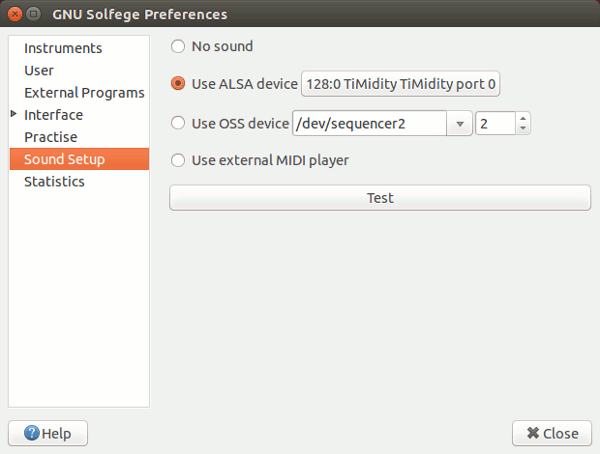 GNU Solfege Preferences
Instruments
User
External Programs
Interface
Practise
Sound Setup
Statistics
No sound
Use ALSA device 128:0 TiMidity TiMidity port 0
Use OSS device /dev/sequencer2 2
Use external MIDI player
Test
Help
Close